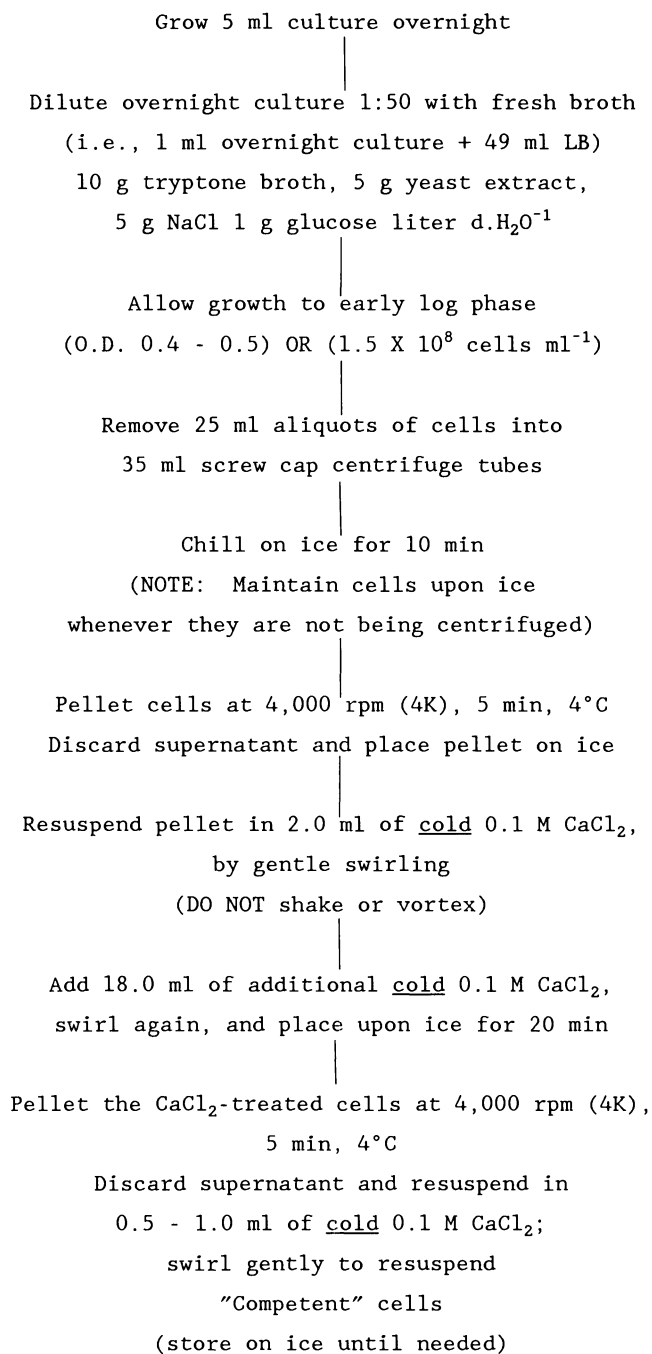 Grow 5 ml culture overnight
Dilute overnight culture 1:50 with fresh broth
(i.e., 1 ml overnight culture + 49 ml LB)
10 g tryptone broth, 5 g yeast extract,
5 g NaCl 1 g glucose liter d.H₂O⁻¹
Allow growth to early log phase
(O.D. 0.4 - 0.5) OR (1.5 X 10⁸ cells ml⁻¹)
Remove 25 ml aliquots of cells into
35 ml screw cap centrifuge tubes
Chill on ice for 10 min
(NOTE: Maintain cells upon ice
whenever they are not being centrifuged)
Pellet cells at 4,000 rpm (4K), 5 min, 4°C
Discard supernatant and place pellet on ice
Resuspend pellet in 2.0 ml of cold 0.1 M CaCl₂,
by gentle swirling
(DO NOT shake or vortex)
Add 18.0 ml of additional cold 0.1 M CaCl₂,
swirl again, and place upon ice for 20 min
Pellet the CaCl₂-treated cells at 4,000 rpm (4K),
5 min, 4°C
Discard supernatant and resuspend in
0.5 - 1.0 ml of cold 0.1 M CaCl₂;
swirl gently to resuspend
"Competent" cells
(store on ice until needed)